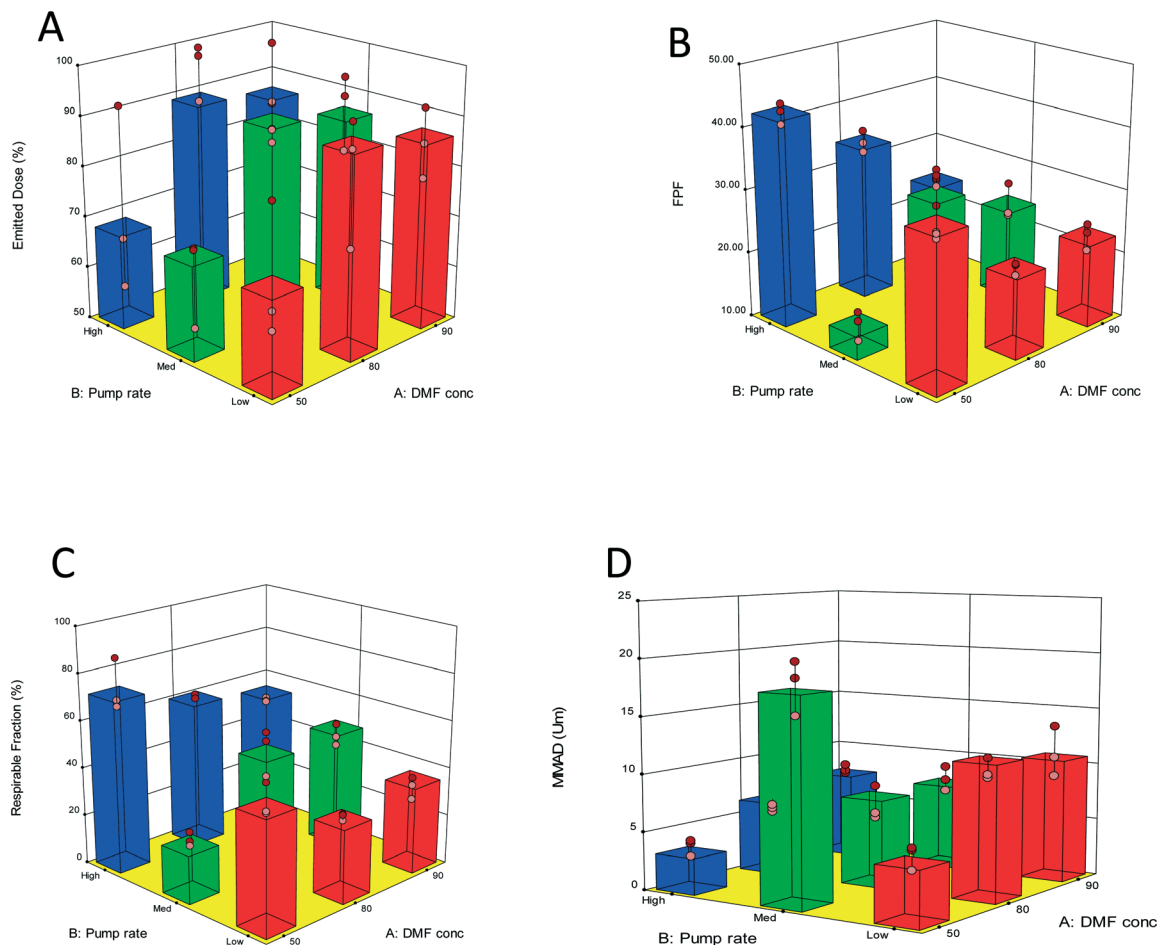 A
100
90
80
70
60
50
Emitted Dose (%)
High
Med
Low
50
80
90
B: Pump rate
A: DMF conc
B
50.00
40.00
30.00
20.00
10.00
FPF
High
Med
Low
50
80
90
B: Pump rate
A: DMF conc
C
100
80
60
40
20
0
Respirable Fraction (%)
High
Med
Low
50
80
90
B: Pump rate
A: DMF conc
D
25
20
15
10
5
0
MMAD (Um)
High
Med
Low
50
80
90
B: Pump rate
A: DMF conc